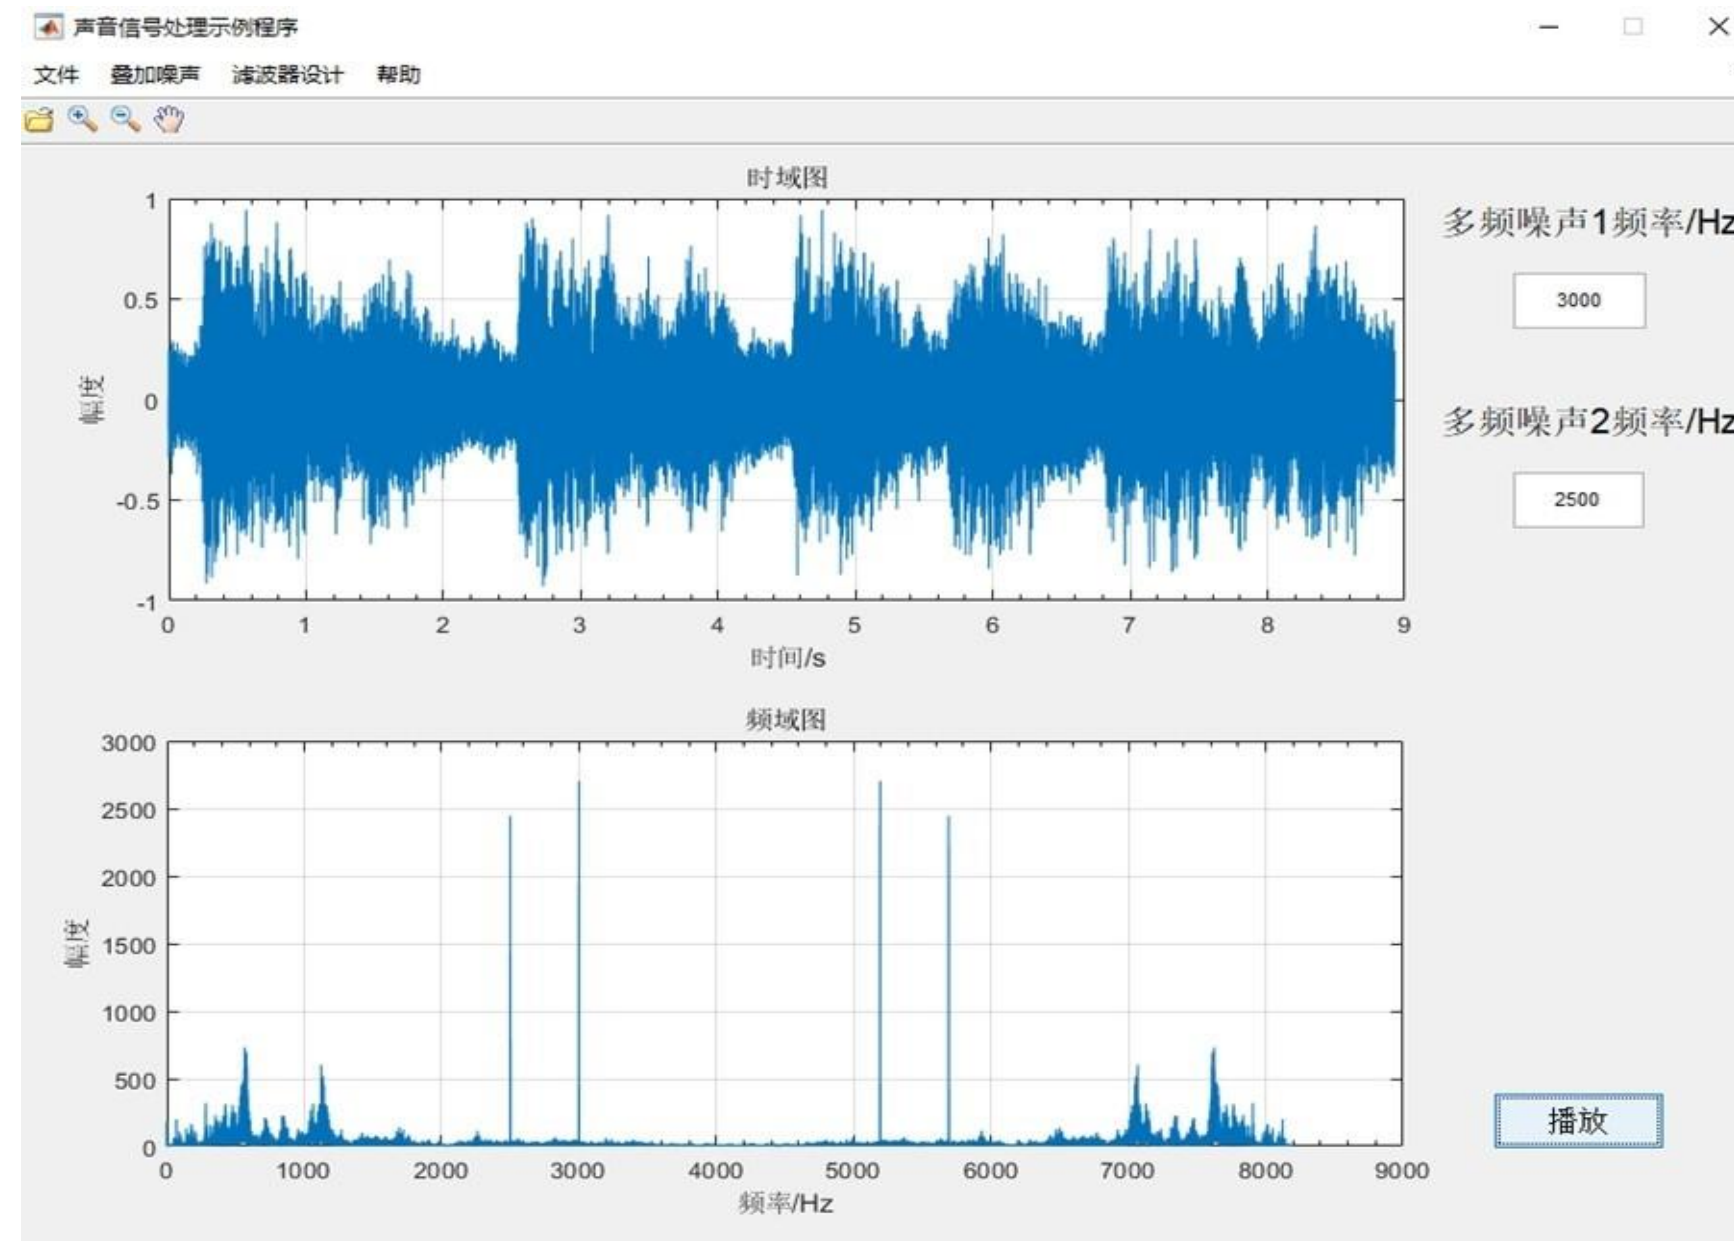 声音信号处理示例程序
文件 叠加噪声 滤波器设计 帮助
时域图
1
0.5
0
-0.5
-1
幅度
0 1 2 3 4 5 6 7 8 9
时间/s
多频噪声1频率/Hz
3000
多频噪声2频率/Hz
2500
频域图
3000
2500
2000
1500
1000
500
0
幅度
0 1000 2000 3000 4000 5000 6000 7000 8000 9000
频率/Hz
播放